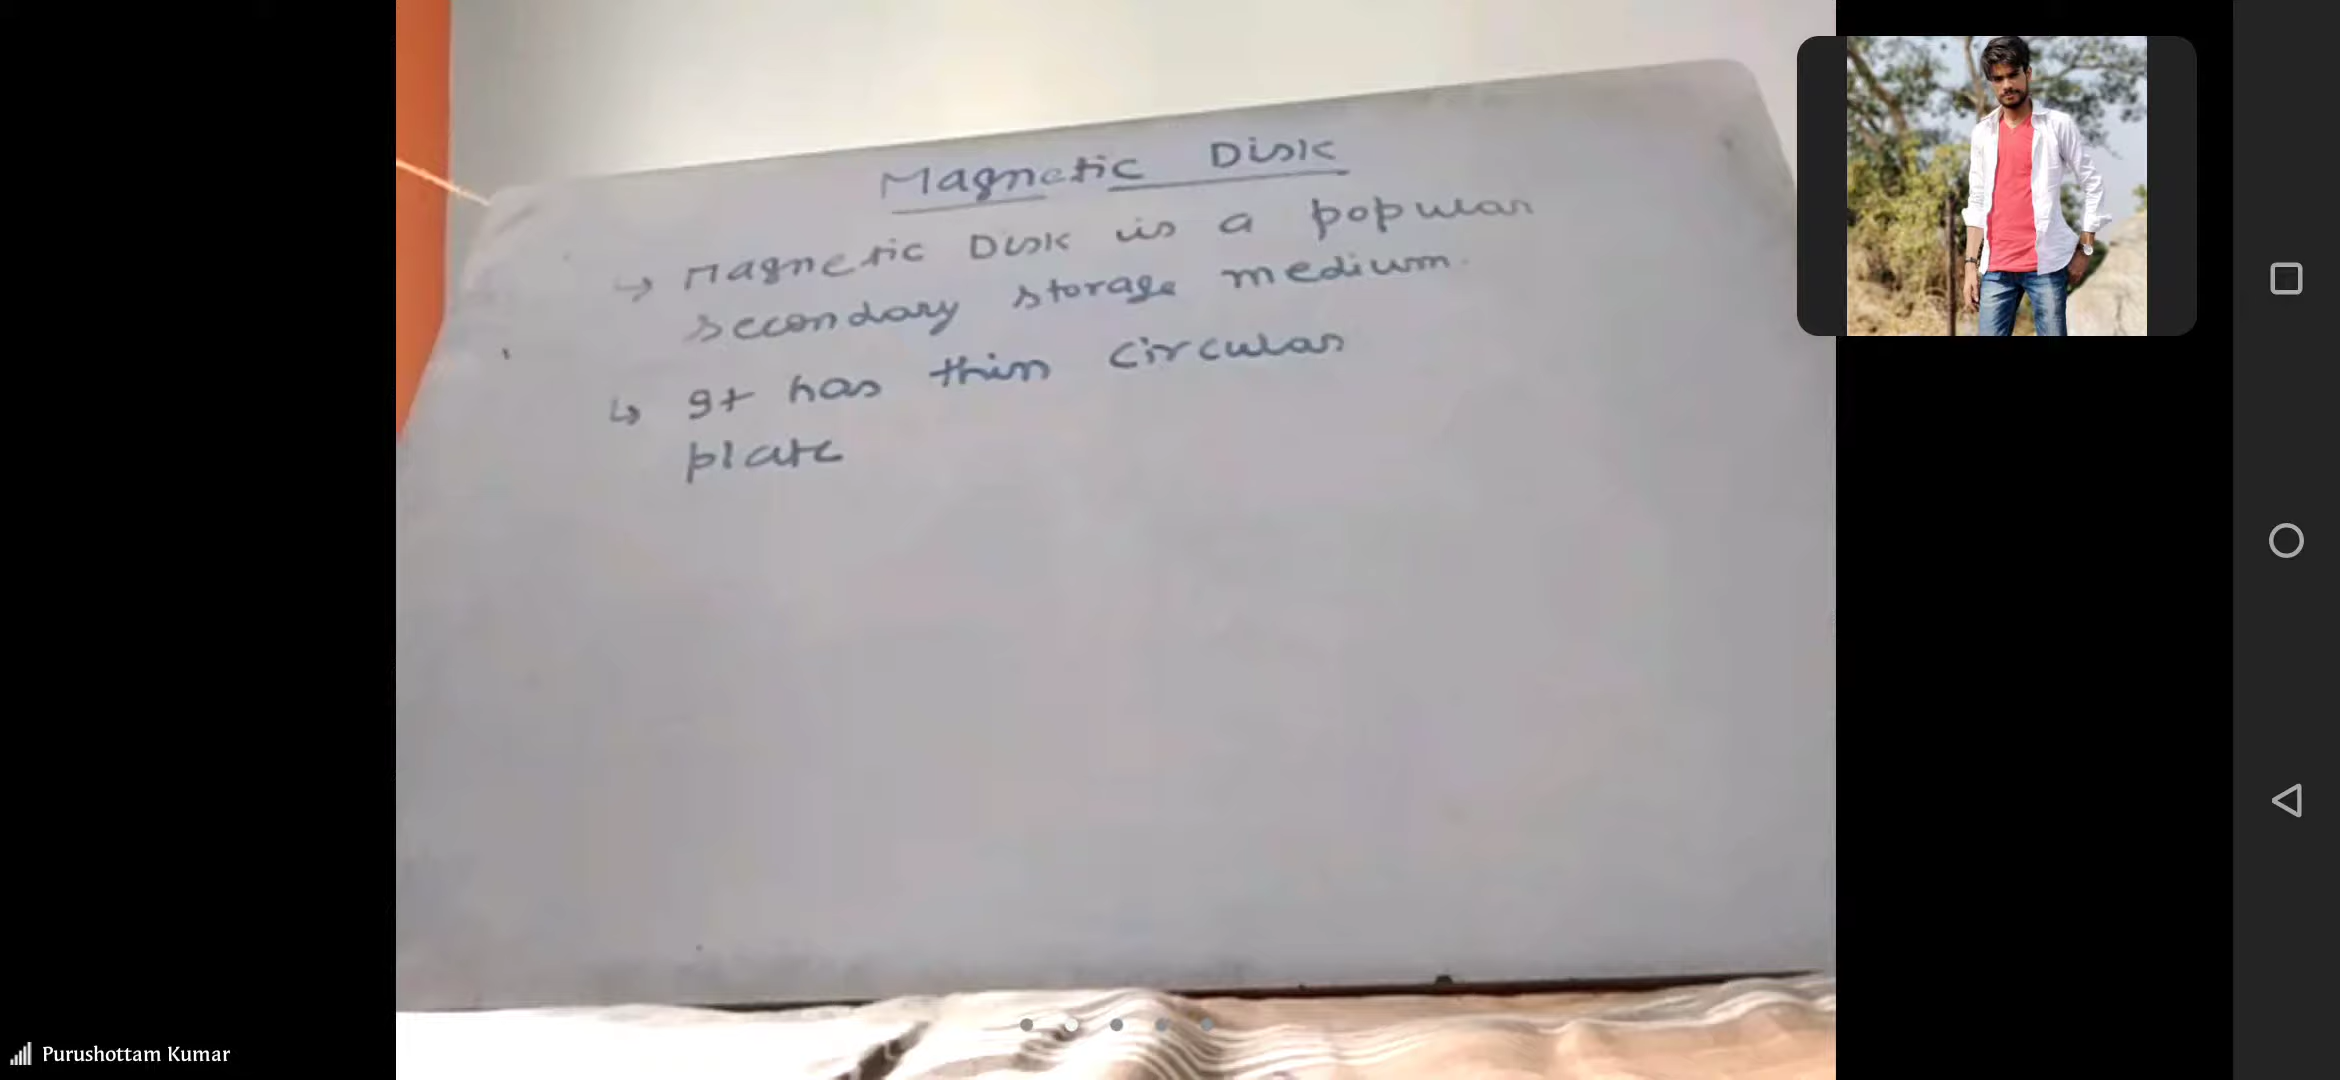 Magnetic Disk
↳ Magnetic Disk is a popular
secondary storage medium.
↳ It has thin circular
plate
Purushottam Kumar